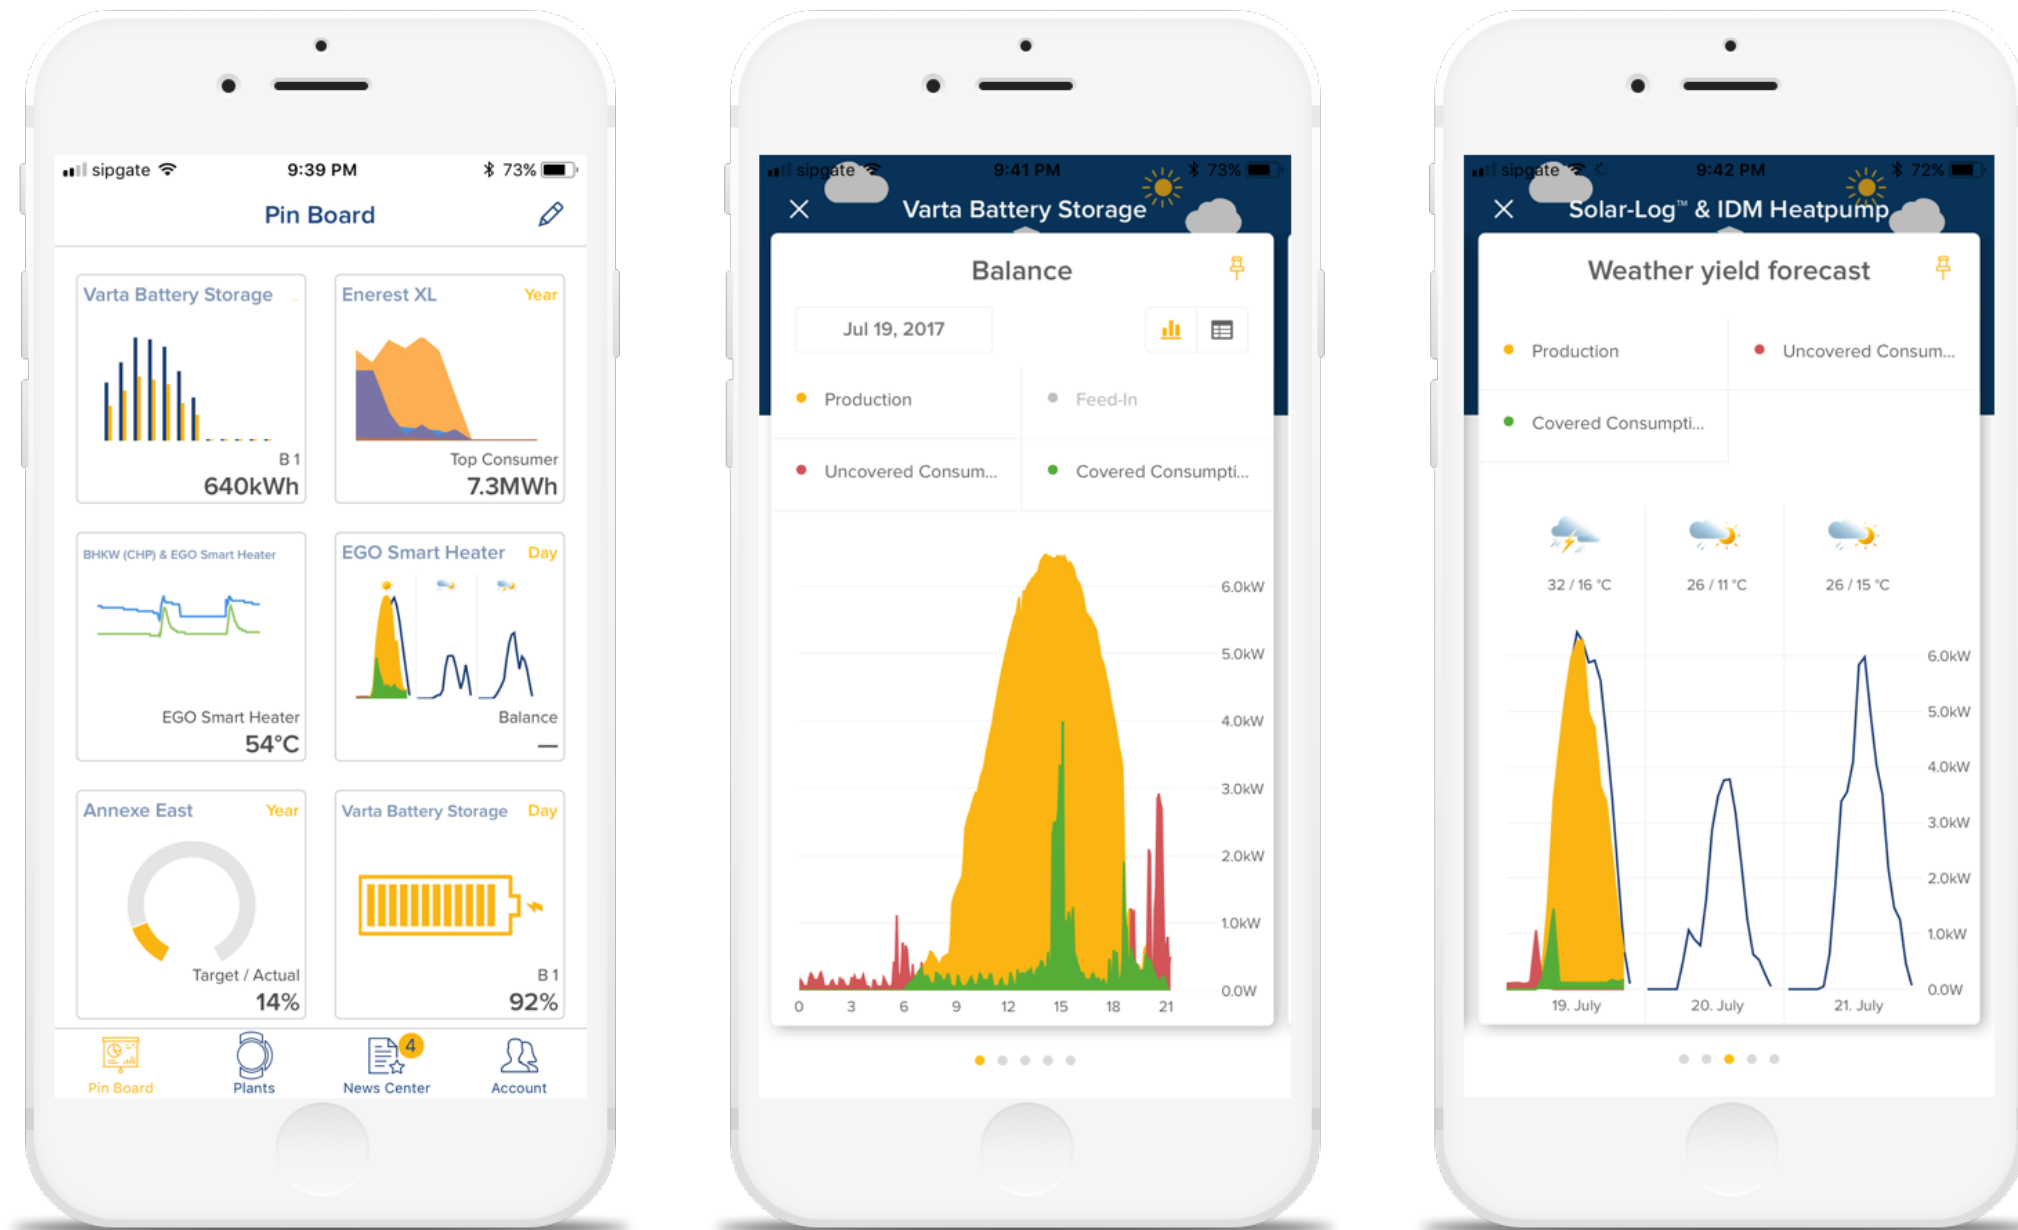 sipgate 9:39 PM 73%
Pin Board
Varta Battery Storage
B 1
640kWh
Enerest XL Year
Top Consumer
7.3MWh
BHKW (CHP) & EGO Smart Heater
EGO Smart Heater
54°C
EGO Smart Heater Day
Balance
—
Annexe East Year
Target / Actual
14%
Varta Battery Storage Day
B 1
92%
Pin Board
Plants
4
News Center
Account
sipgate 9:41 PM 73%
Varta Battery Storage
Balance
Jul 19, 2017
Production
Feed-In
Uncovered Consum...
Covered Consumpti...
6.0kW
5.0kW
4.0kW
3.0kW
2.0kW
1.0kW
0.0W
0 3 6 9 12 15 18 21
sipgate 9:42 PM 72%
Solar-Log™ & IDM Heatpump
Weather yield forecast
Production
Uncovered Consum...
Covered Consumpti...
32 / 16 °C
26 / 11 °C
26 / 15 °C
6.0kW
5.0kW
4.0kW
3.0kW
2.0kW
1.0kW
0.0W
19. July
20. July
21. July